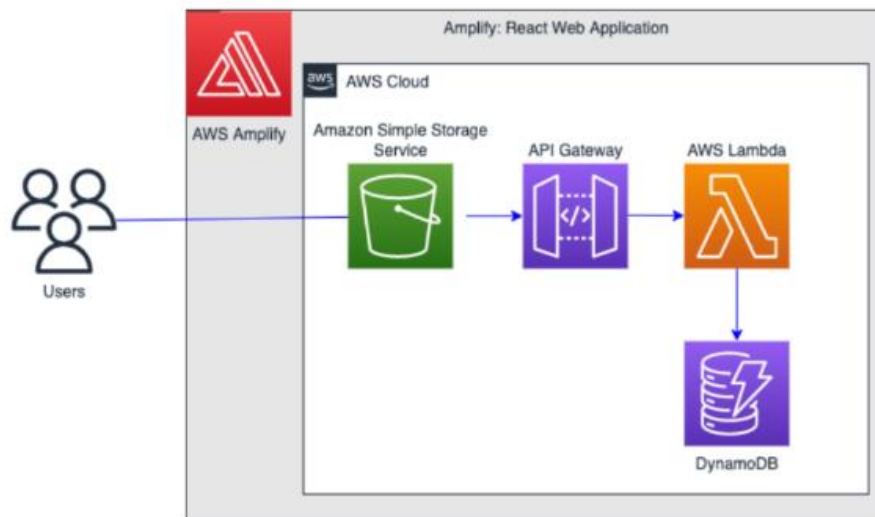 Amplify: React Web Application
aws
AWS Cloud
AWS Amplify
Amazon Simple Storage
Service
API Gateway
</>
AWS Lambda
Users
DynamoDB